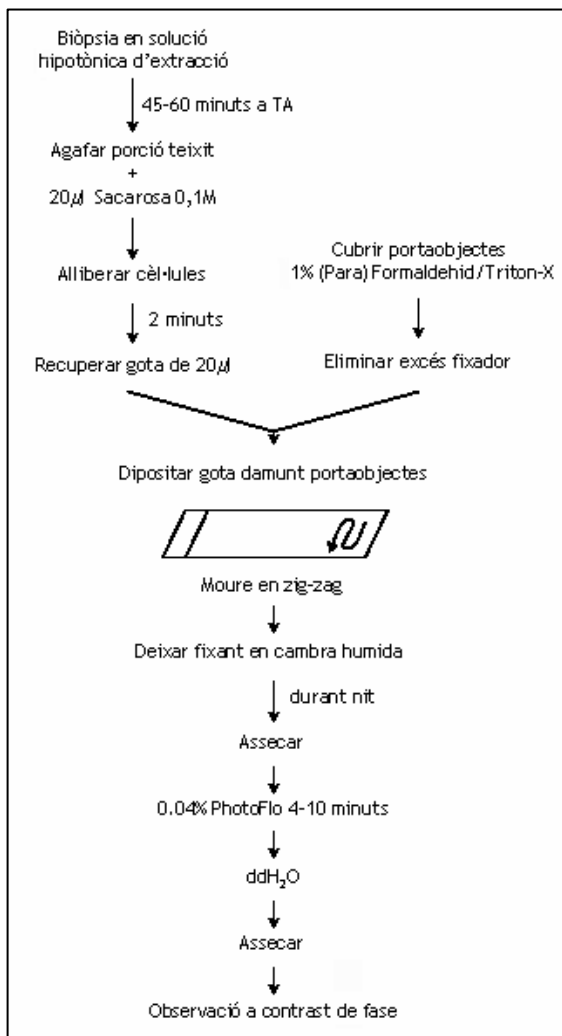 Biòpsia en solució
hipotònica d'extracció
45-60 minuts a TA
Agafar porció teixit
+
20µl Sacarosa 0,1M
Alliberar cèl·lules
2 minuts
Recuperar gota de 20µl
Cubrir portaobjectes
1% (Para) Formaldehid/Triton-X
Eliminar excés fixador
Dipositar gota damunt portaobjectes
Moure en zig-zag
Deixar fixant en cambra humida
durant nit
Assecar
0.04% PhotoFlo 4-10 minuts
ddH₂O
Assecar
Observació a contrast de fase